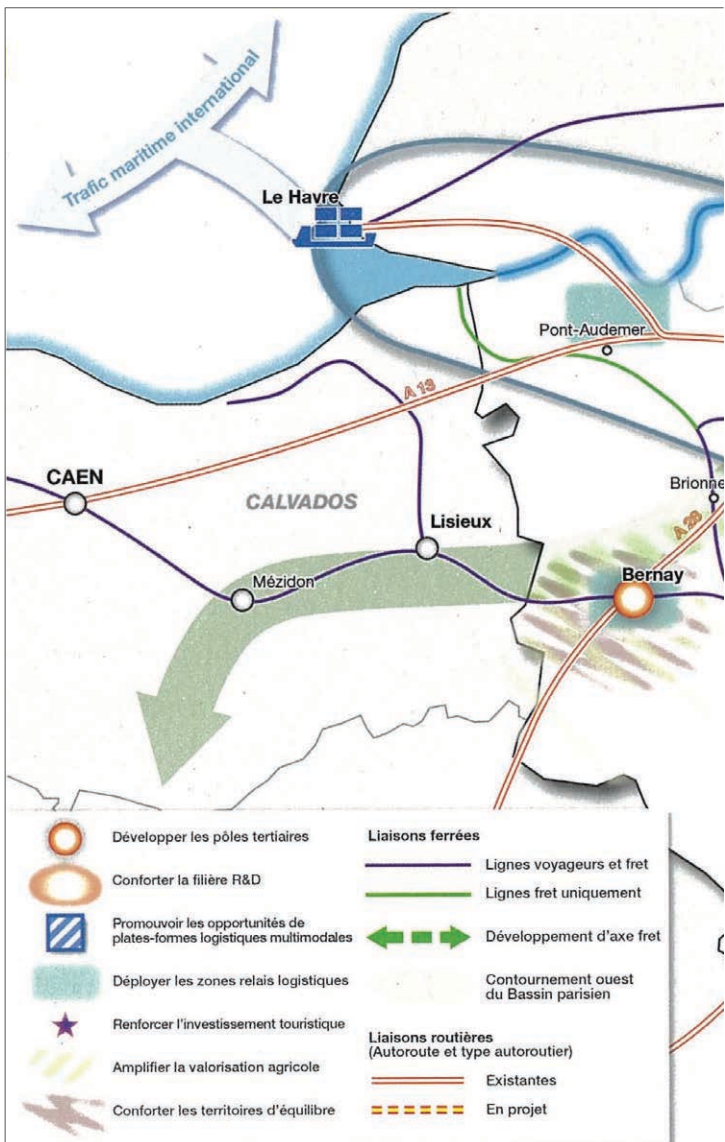 Trafic maritime international
Le Havre
Pont-Audemer
A 13
CAEN
CALVADOS
Lisieux
Brionne
A 28
Mézidon
Bernay
Développer les pôles tertiaires
Conforter la filière R&D
Promouvoir les opportunités de
plates-formes logistiques multimodales
Déployer les zones relais logistiques
Renforcer l'investissement touristique
Amplifier la valorisation agricole
Conforter les territoires d'équilibre
Liaisons ferrées
Lignes voyageurs et fret
Lignes fret uniquement
Développement d'axe fret
Contournement ouest
du Bassin parisien
Liaisons routières
(Autoroute et type autoroutier)
Existantes
En projet